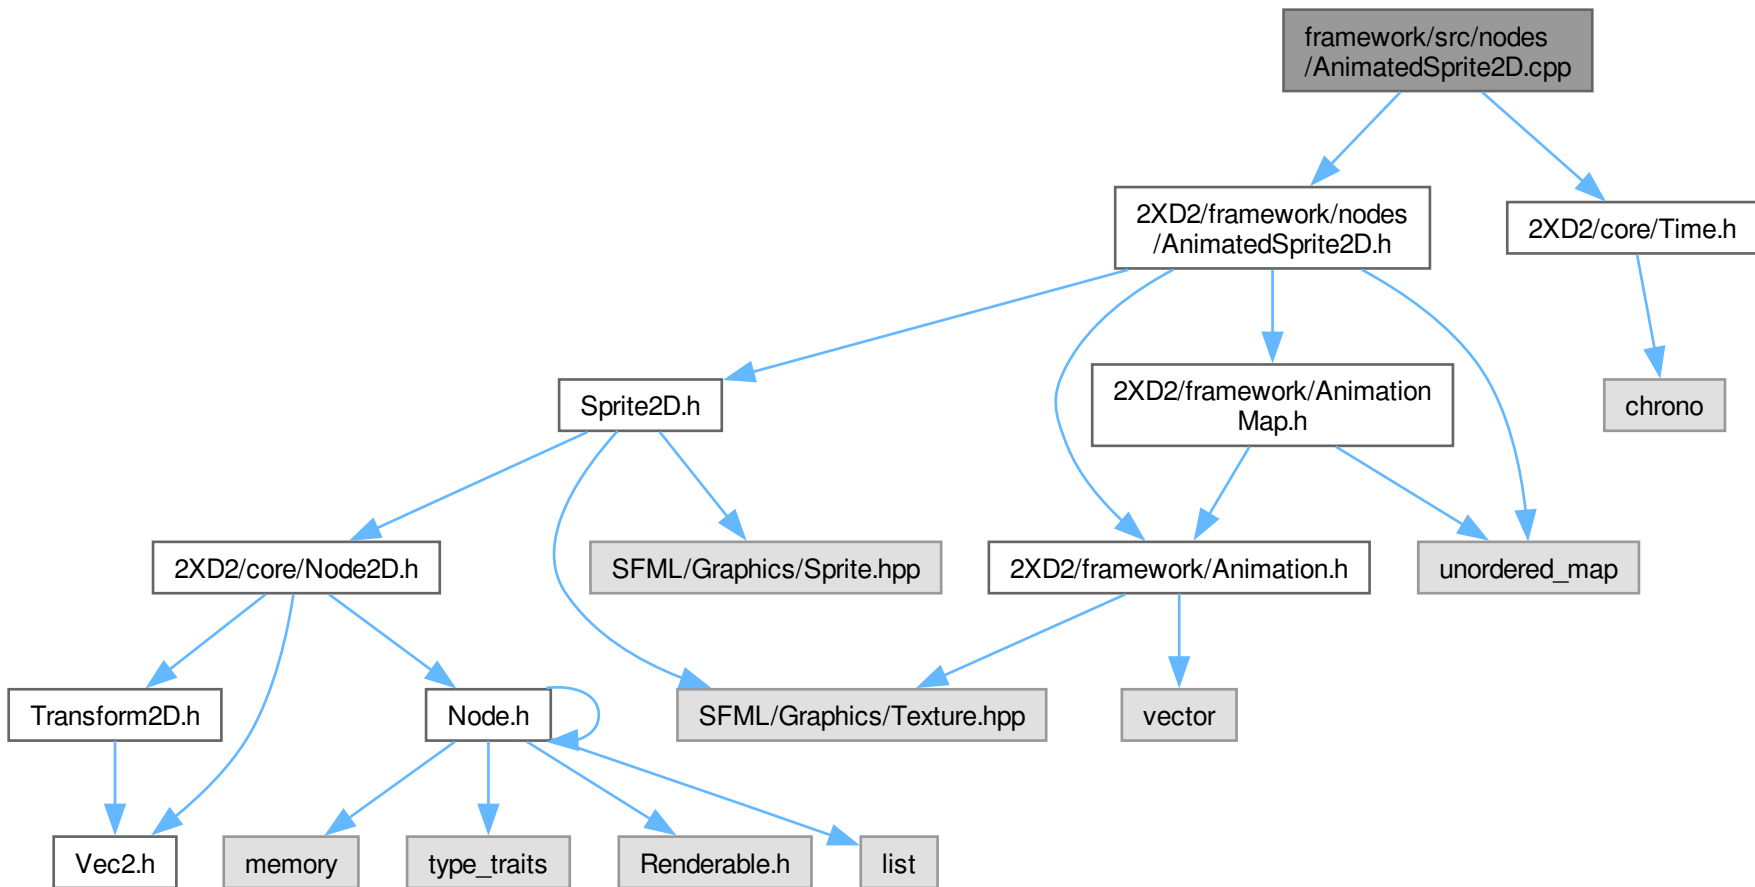 framework/src/nodes
/AnimatedSprite2D.cpp
2XD2/framework/nodes
/AnimatedSprite2D.h
2XD2/core/Time.h
Sprite2D.h
2XD2/framework/Animation
Map.h
chrono
2XD2/core/Node2D.h
SFML/Graphics/Sprite.hpp
2XD2/framework/Animation.h
unordered_map
Transform2D.h
Node.h
SFML/Graphics/Texture.hpp
vector
Vec2.h
memory
type_traits
Renderable.h
list